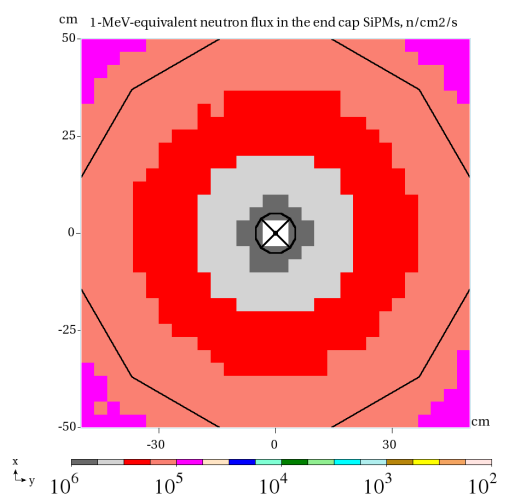 cm 1-MeV-equivalent neutron flux in the end cap SiPMs, n/cm2/s
50
25
0
-25
-50
cm
-30 0 30
x
y
10^6 10^5 10^4 10^3 10^2